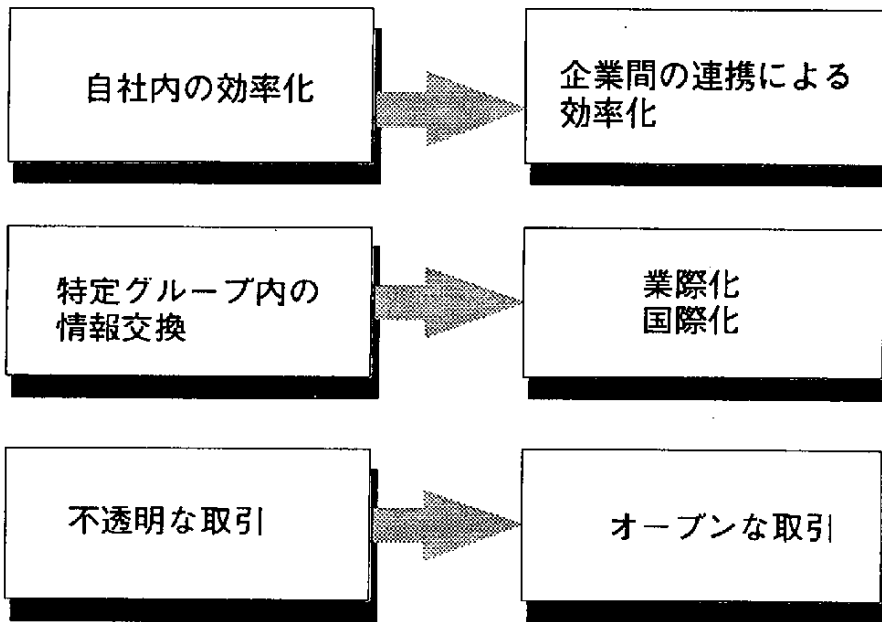 自社内の効率化
企業間の連携による
効率化
特定グループ内の
情報交換
業際化
国際化
不透明な取引
オープンな取引